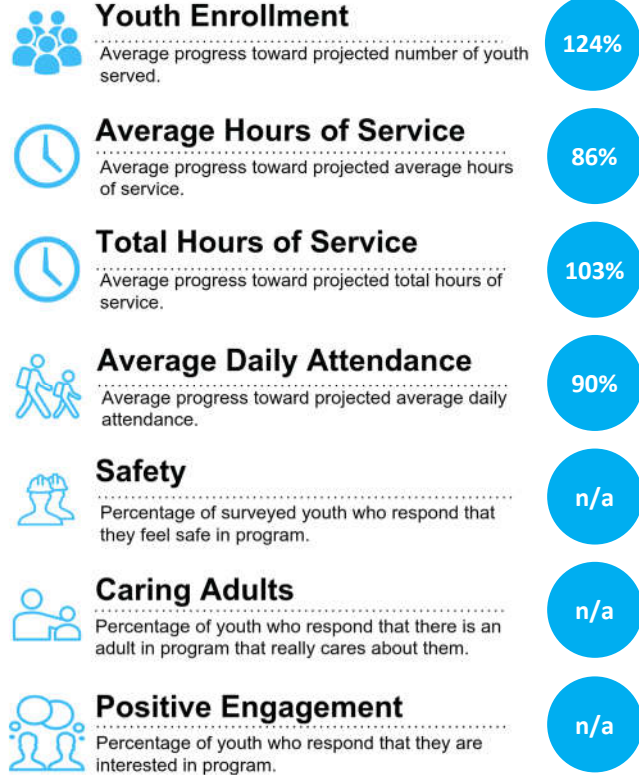 Youth Enrollment
Average progress toward projected number of youth
served.
124%
Average Hours of Service
Average progress toward projected average hours
of service.
86%
Total Hours of Service
Average progress toward projected total hours of
service.
103%
Average Daily Attendance
Average progress toward projected average daily
attendance.
90%
Safety
Percentage of surveyed youth who respond that
they feel safe in program.
n/a
Caring Adults
Percentage of youth who respond that there is an
adult in program that really cares about them.
n/a
Positive Engagement
Percentage of youth who respond that they are
interested in program.
n/a